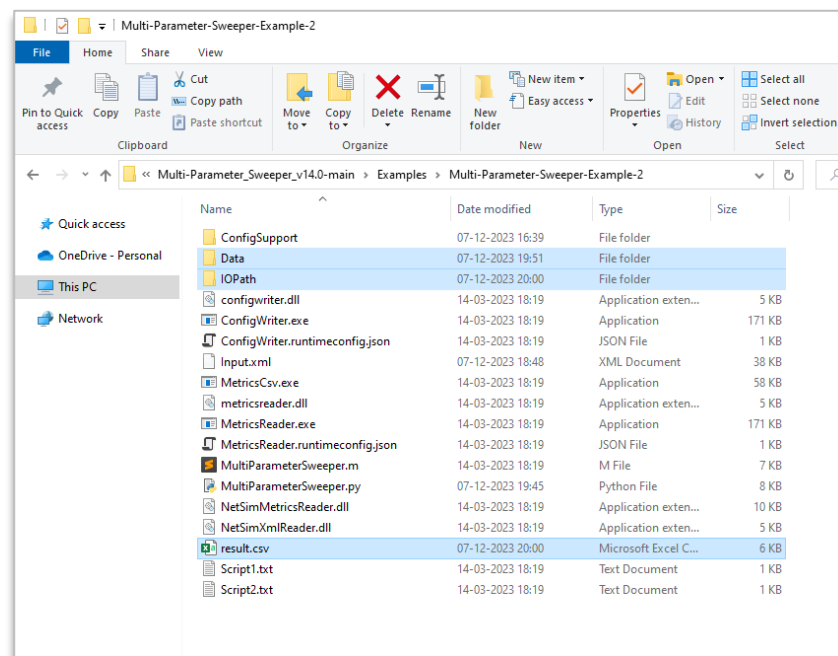 Multi-Parameter-Sweeper-Example-2
File Home Share View
Pin to Quick access
Copy
Paste
Cut
Copy path
Paste shortcut
Clipboard
Move to
Copy to
Delete
Rename
Organize
New folder
New item
Easy access
New
Properties
Open
Edit
History
Open
Select all
Select none
Invert selection
Select
« Multi-Parameter_Sweeper_v14.0-main › Examples › Multi-Parameter-Sweeper-Example-2
Quick access
OneDrive - Personal
This PC
Network
Name Date modified Type Size
ConfigSupport 07-12-2023 16:39 File folder
Data 07-12-2023 19:51 File folder
IOPath 07-12-2023 20:00 File folder
configwriter.dll 14-03-2023 18:19 Application exten... 5 KB
ConfigWriter.exe 14-03-2023 18:19 Application 171 KB
ConfigWriter.runtimeconfig.json 14-03-2023 18:19 JSON File 1 KB
Input.xml 07-12-2023 18:48 XML Document 38 KB
MetricsCsv.exe 14-03-2023 18:19 Application 58 KB
metricsreader.dll 14-03-2023 18:19 Application exten... 5 KB
MetricsReader.exe 14-03-2023 18:19 Application 171 KB
MetricsReader.runtimeconfig.json 14-03-2023 18:19 JSON File 1 KB
MultiParameterSweeper.m 14-03-2023 18:19 M File 7 KB
MultiParameterSweeper.py 07-12-2023 19:45 Python File 8 KB
NetSimMetricsReader.dll 14-03-2023 18:19 Application exten... 10 KB
NetSimXmlReader.dll 14-03-2023 18:19 Application exten... 5 KB
result.csv 07-12-2023 20:00 Microsoft Excel C... 6 KB
Script1.txt 14-03-2023 18:19 Text Document 1 KB
Script2.txt 14-03-2023 18:19 Text Document 1 KB